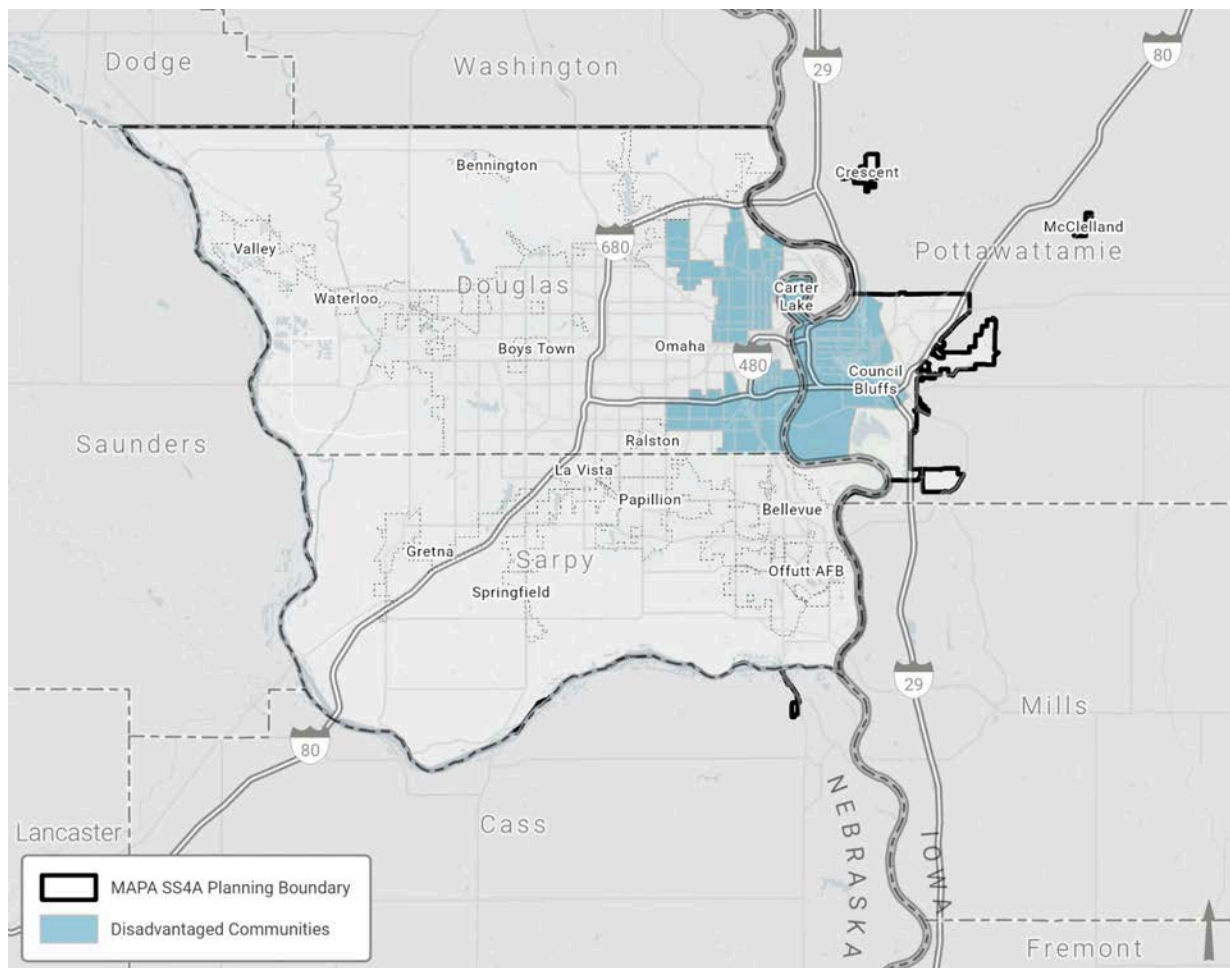 Dodge
Washington
29
80
Bennington
Crescent
McClelland
680
Pottawattamie
Valley
Douglas
Waterloo
Carter
Lake
Boys Town
Omaha
480
Council
Bluffs
Saunders
Ralston
La Vista
Papillion
Bellevue
Gretna
Sarpy
Offutt AFB
Springfield
29
Mills
80
NEBRASKA
IOWA
Cass
Lancaster
MAPA SS4A Planning Boundary
Disadvantaged Communities
Fremont